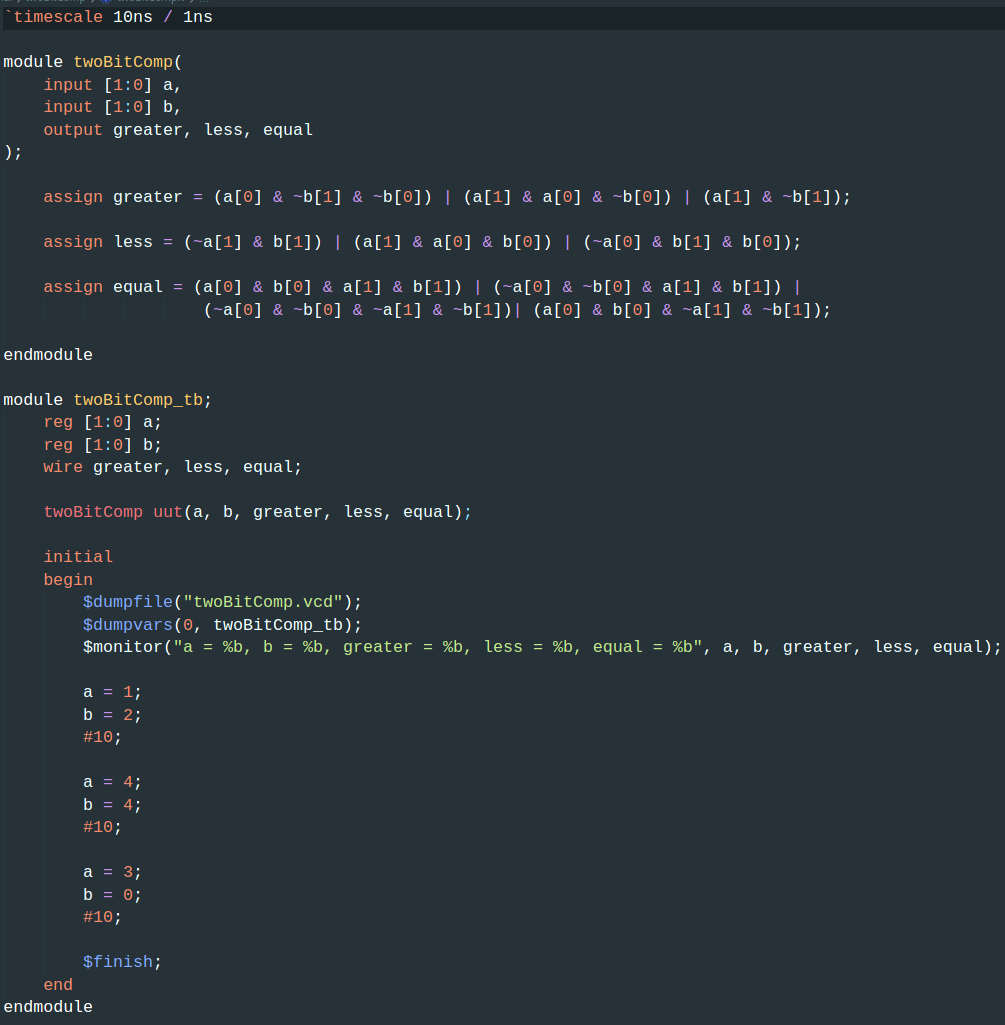 `timescale 10ns / 1ns
module twoBitComp(
    input [1:0] a,
    input [1:0] b,
    output greater, less, equal
);
    assign greater = (a[0] & ~b[1] & ~b[0]) | (a[1] & a[0] & ~b[0]) | (a[1] & ~b[1]);
    assign less = (~a[1] & b[1]) | (a[1] & a[0] & b[0]) | (~a[0] & b[1] & b[0]);
    assign equal = (a[0] & b[0] & a[1] & b[1]) | (~a[0] & ~b[0] & a[1] & b[1]) |
                    (~a[0] & ~b[0] & ~a[1] & ~b[1])| (a[0] & b[0] & ~a[1] & ~b[1]);
endmodule
module twoBitComp_tb;
    reg [1:0] a;
    reg [1:0] b;
    wire greater, less, equal;
    twoBitComp uut(a, b, greater, less, equal);
    initial
    begin
        $dumpfile("twoBitComp.vcd");
        $dumpvars(0, twoBitComp_tb);
        $monitor("a = %b, b = %b, greater = %b, less = %b, equal = %b", a, b, greater, less, equal);
        a = 1;
        b = 2;
        #10;
        a = 4;
        b = 4;
        #10;
        a = 3;
        b = 0;
        #10;
        $finish;
    end
endmodule